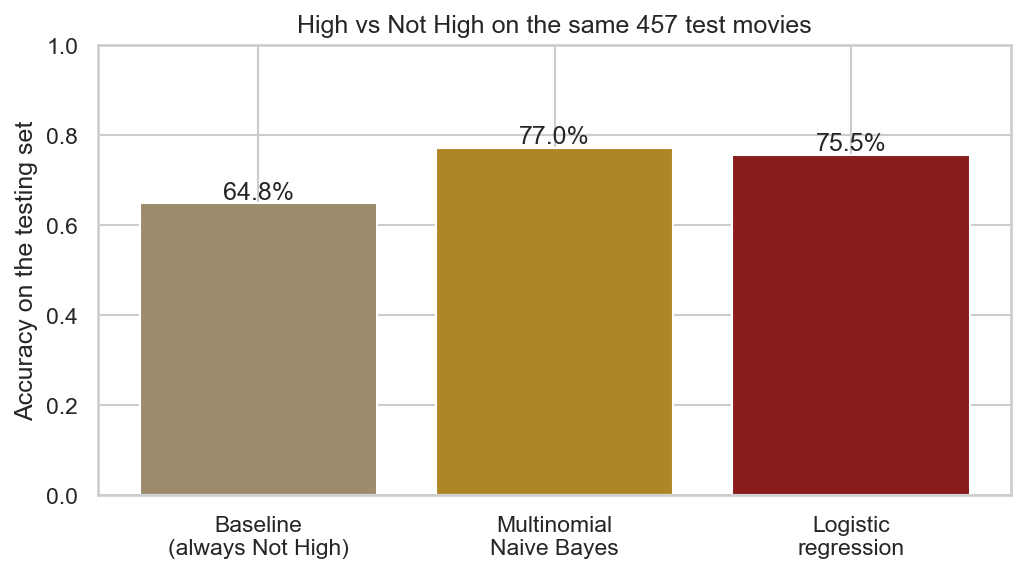 High vs Not High on the same 457 test movies
Accuracy on the testing set
1.0
0.8
0.6
0.4
0.2
0.0
64.8%
77.0%
75.5%
Baseline
(always Not High)
Multinomial
Naive Bayes
Logistic
regression